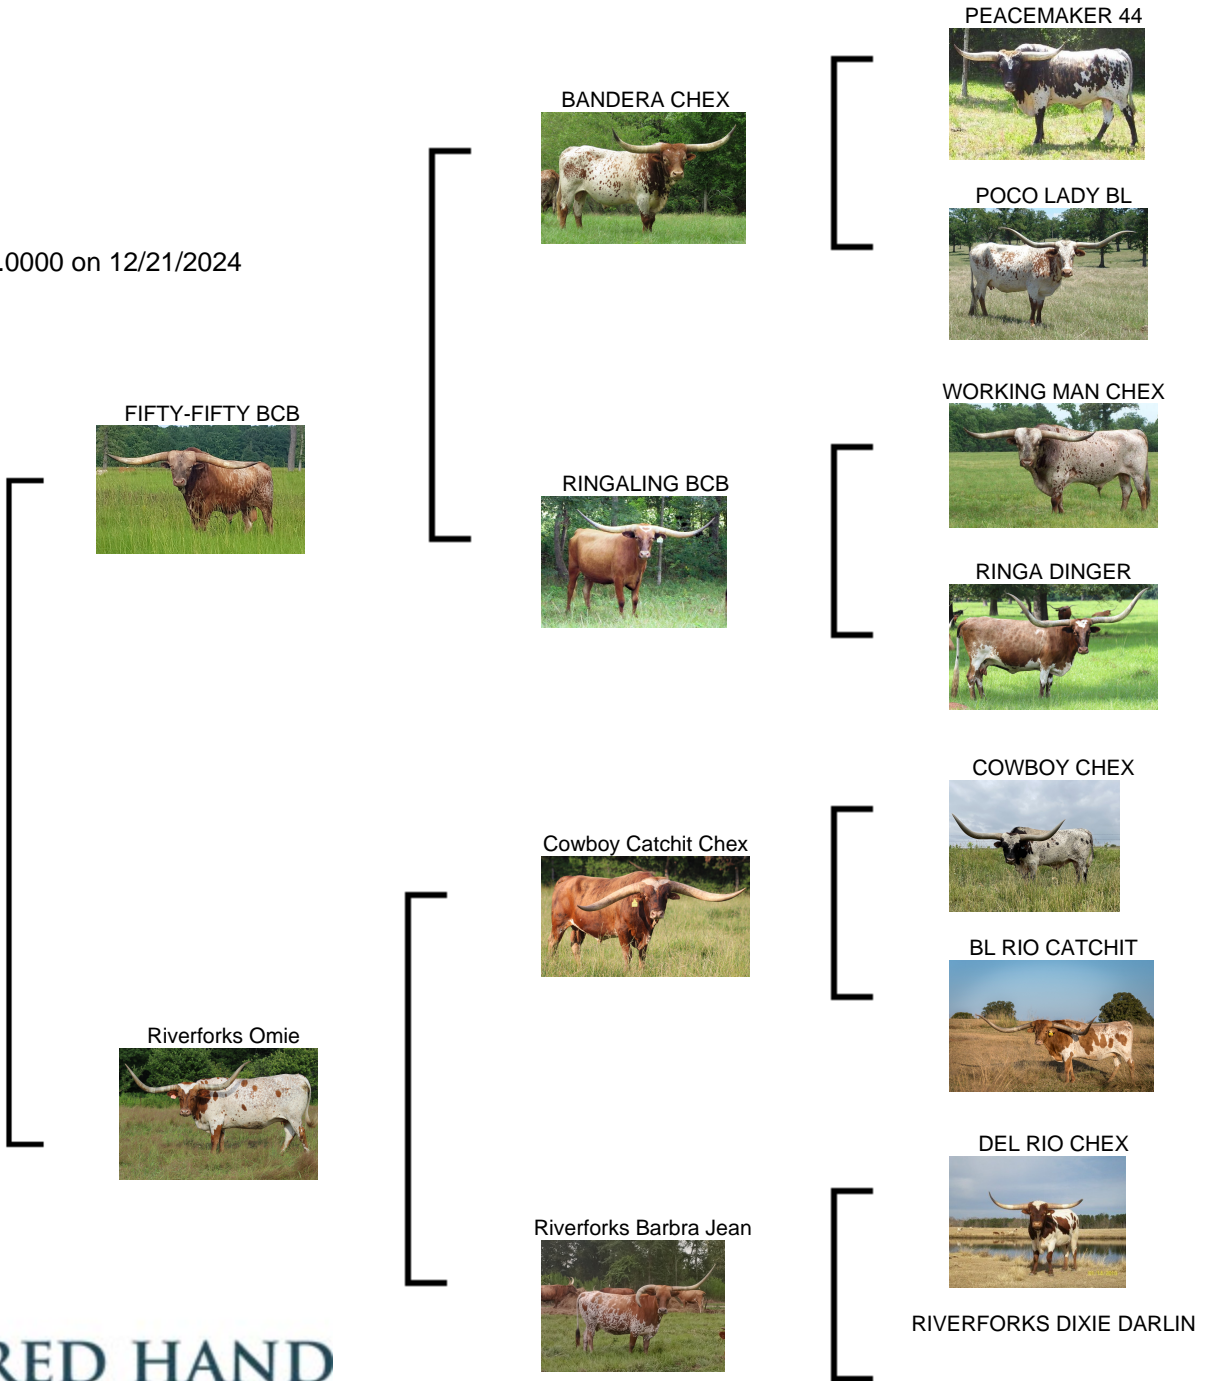 PEACEMAKER 44
BANDERA CHEX
POCO LADY BL
.0000 on 12/21/2024
WORKING MAN CHEX
FIFTY-FIFTY BCB
RINGALING BCB
RINGA DINGER
COWBOY CHEX
Cowboy Catchit Chex
BL RIO CATCHIT
Riverforks Omie
DEL RIO CHEX
Riverforks Barbra Jean
RIVERFORKS DIXIE DARLIN
RED HAND